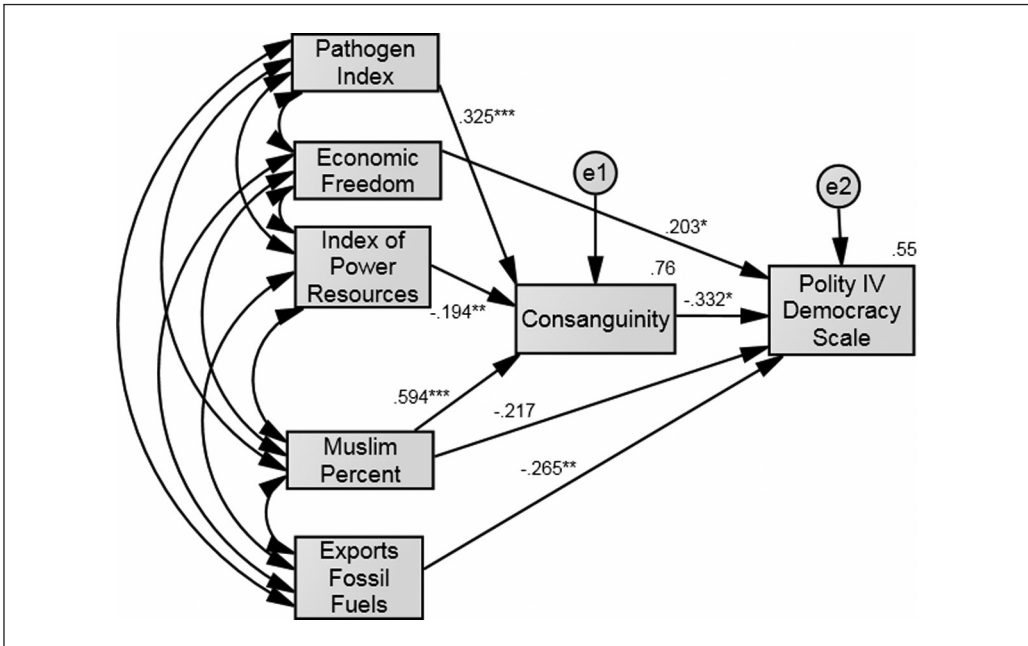 Pathogen
Index
.325***
Economic
Freedom
e1
e2
.203*
.55
Index of
Power
Resources
-.194**
.76
Consanguinity
-.332*
Polity IV
Democracy
Scale
.594***
-.217
Muslim
Percent
-.265**
Exports
Fossil
Fuels